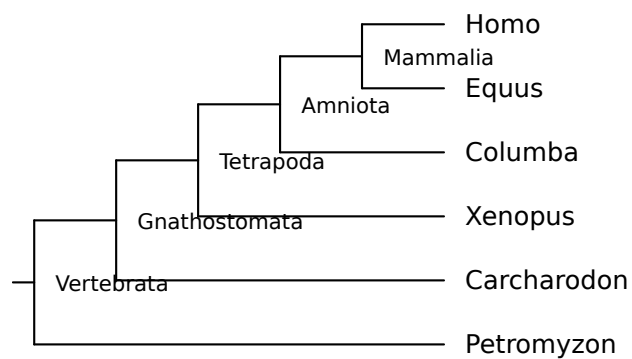 Homo
Mammalia
Equus
Amniota
Columba
Tetrapoda
Xenopus
Gnathostomata
Carcharodon
Vertebrata
Petromyzon